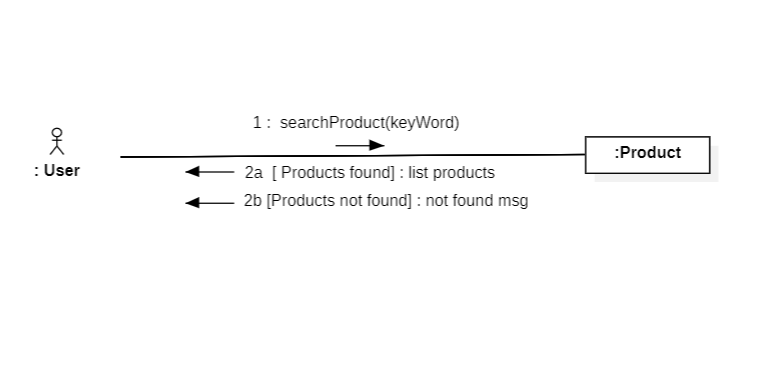 1 : searchProduct(keyWord)
: User
:Product
2a [ Products found] : list products
2b [Products not found] : not found msg